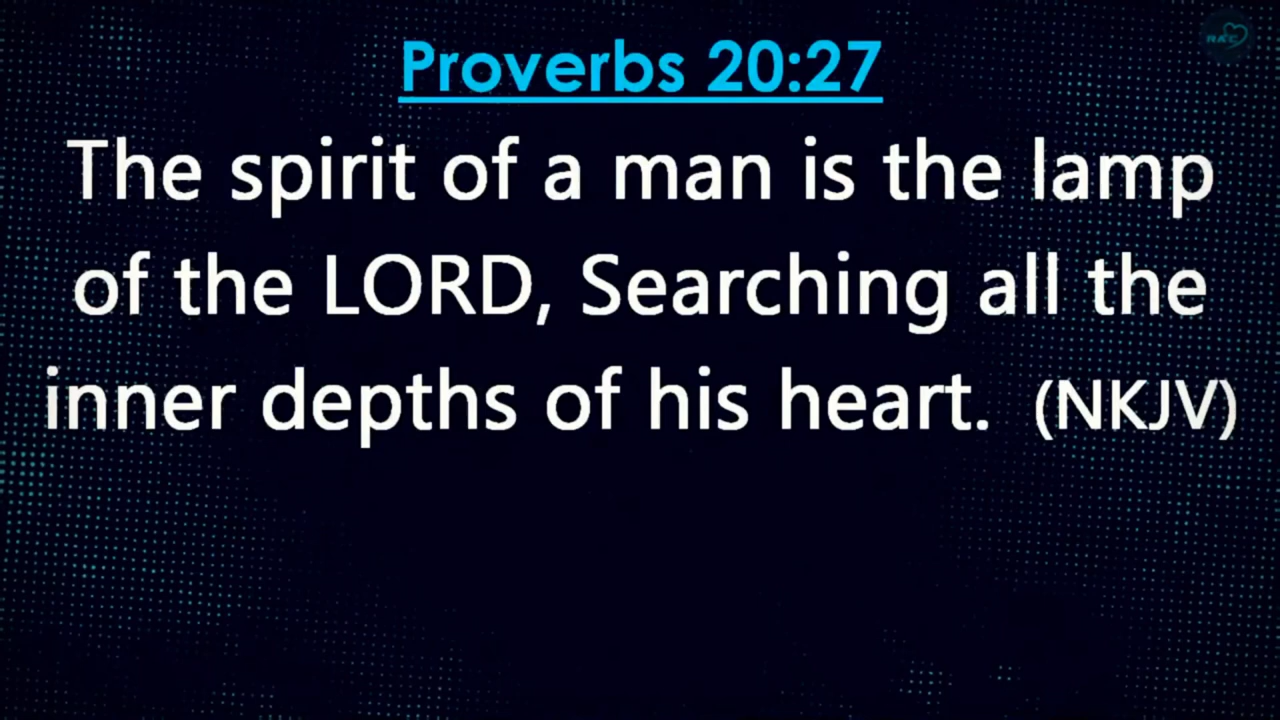 RAC
Proverbs 20:27
The spirit of a man is the lamp
of the LORD, Searching all the
inner depths of his heart. (NKJV)